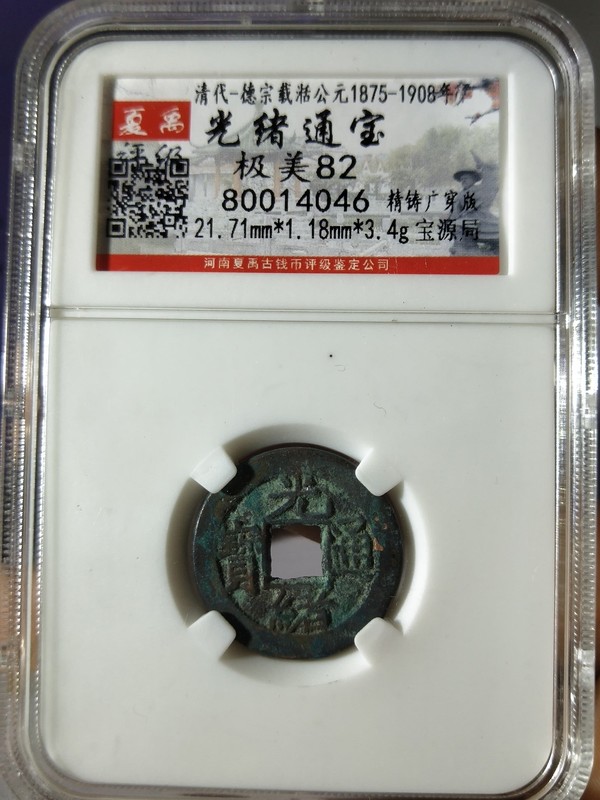 清代-德宗载湉公元1875-1908年
夏禹
评级
光绪通宝
极美82
80014046 精铸广穿版
21.71mm*1.18mm*3.4g 宝源局
河南夏禹古钱币评级鉴定公司
光
寶 通
緒